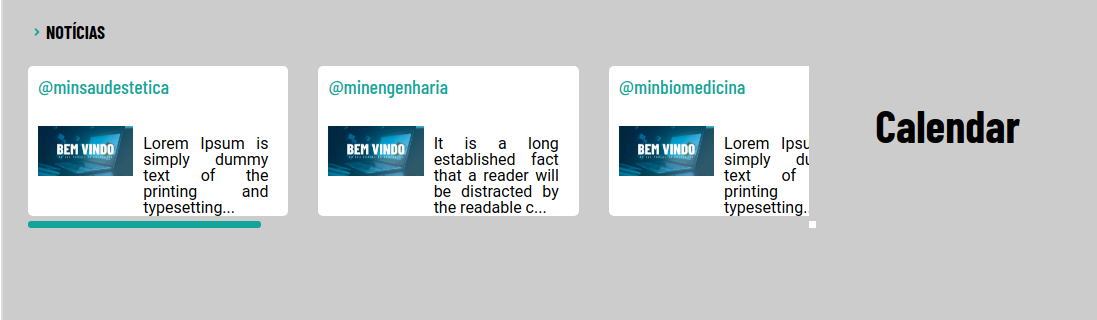 NOTÍCIAS
@minsaudestetica
BEM VINDO
Lorem Ipsum is
simply dummy
text of the
printing and
typesetting...
@minengenharia
BEM VINDO
It is a long
established fact
that a reader will
be distracted by
the readable c...
@minbiomedicina
BEM VINDO
Lorem Ipsu
simply du
text of
printing
typesetting.
Calendar